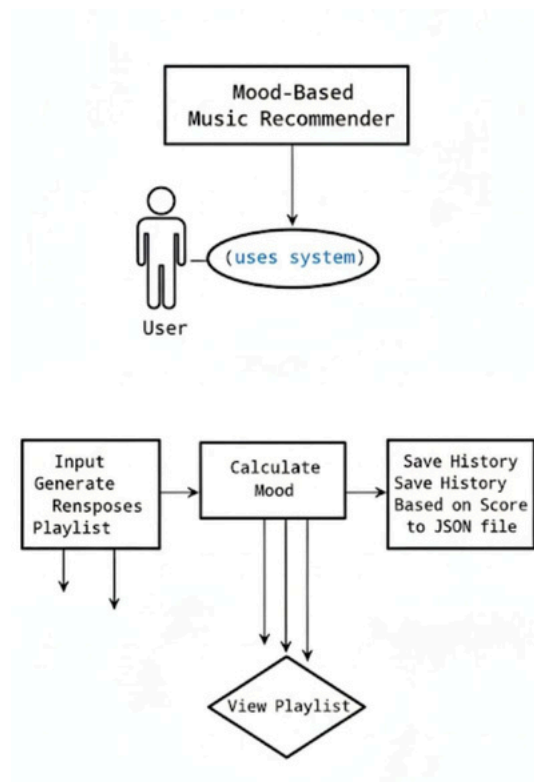 Mood-Based
Music Recommender
(uses system)
User
Input
Generate
Rensposes
Playlist
Calculate
Mood
Save History
Save History
Based on Score
to JSON file
View Playlist